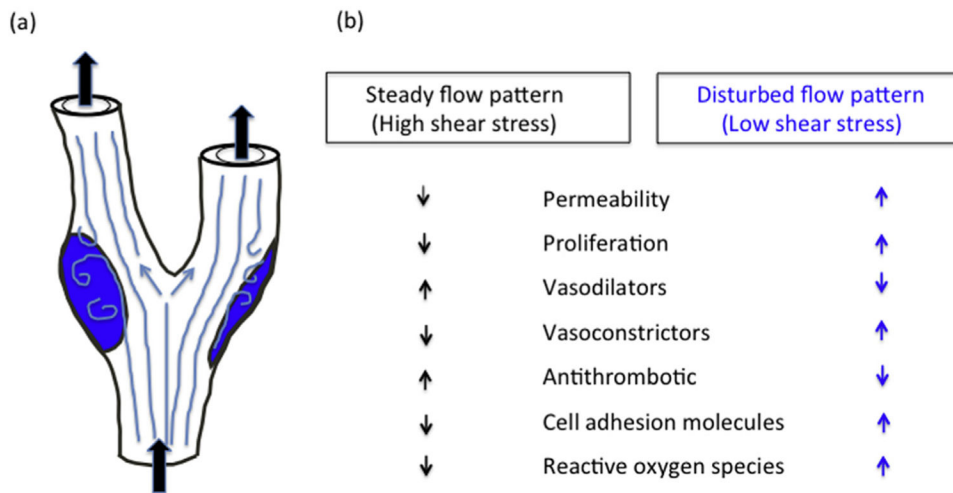 (a)
(b)
Steady flow pattern
(High shear stress)
Disturbed flow pattern
(Low shear stress)
↓ Permeability ↑
↓ Proliferation ↑
↑ Vasodilators ↓
↓ Vasoconstrictors ↑
↑ Antithrombotic ↓
↓ Cell adhesion molecules ↑
↓ Reactive oxygen species ↑